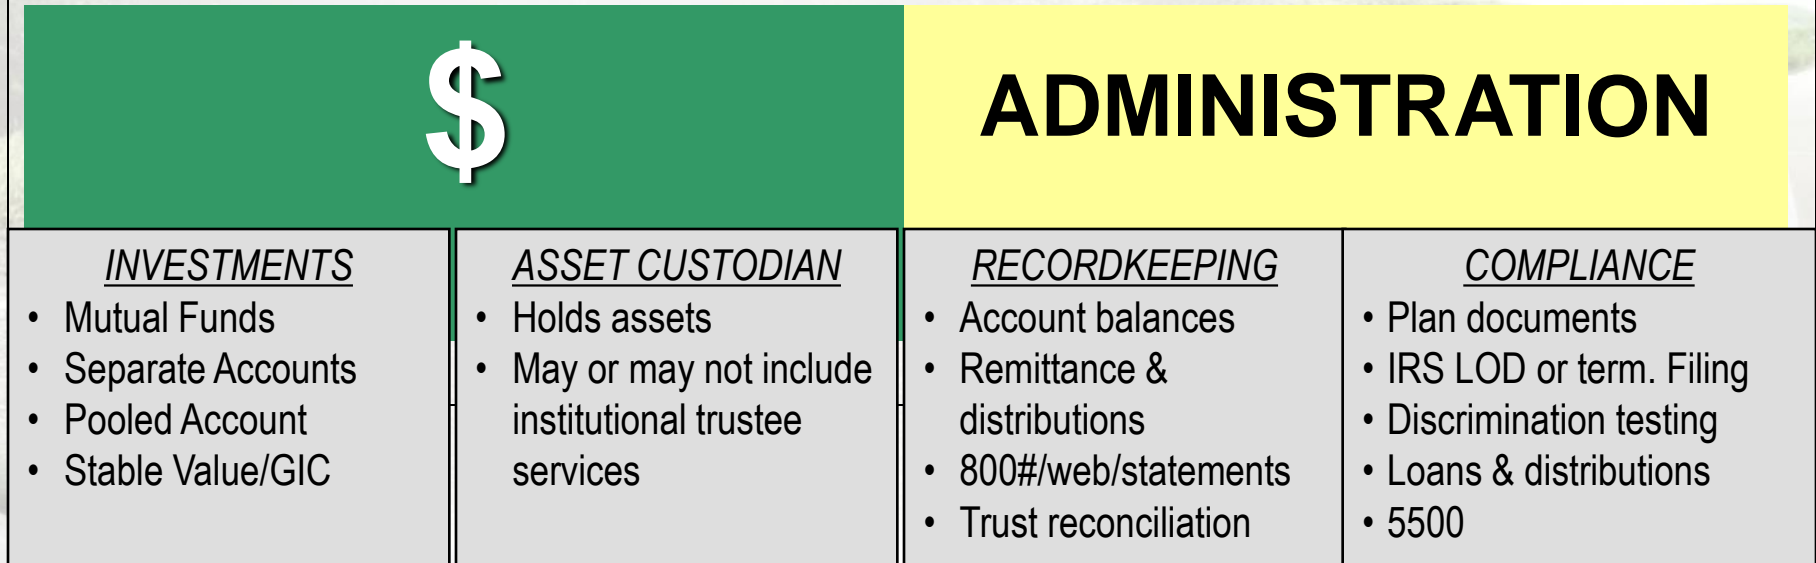 $
ADMINISTRATION
INVESTMENTS
• Mutual Funds
• Separate Accounts
• Pooled Account
• Stable Value/GIC
ASSET CUSTODIAN
• Holds assets
• May or may not include
institutional trustee
services
RECORDKEEPING
• Account balances
• Remittance &
distributions
• 800#/web/statements
• Trust reconciliation
COMPLIANCE
• Plan documents
• IRS LOD or term. Filing
• Discrimination testing
• Loans & distributions
• 5500